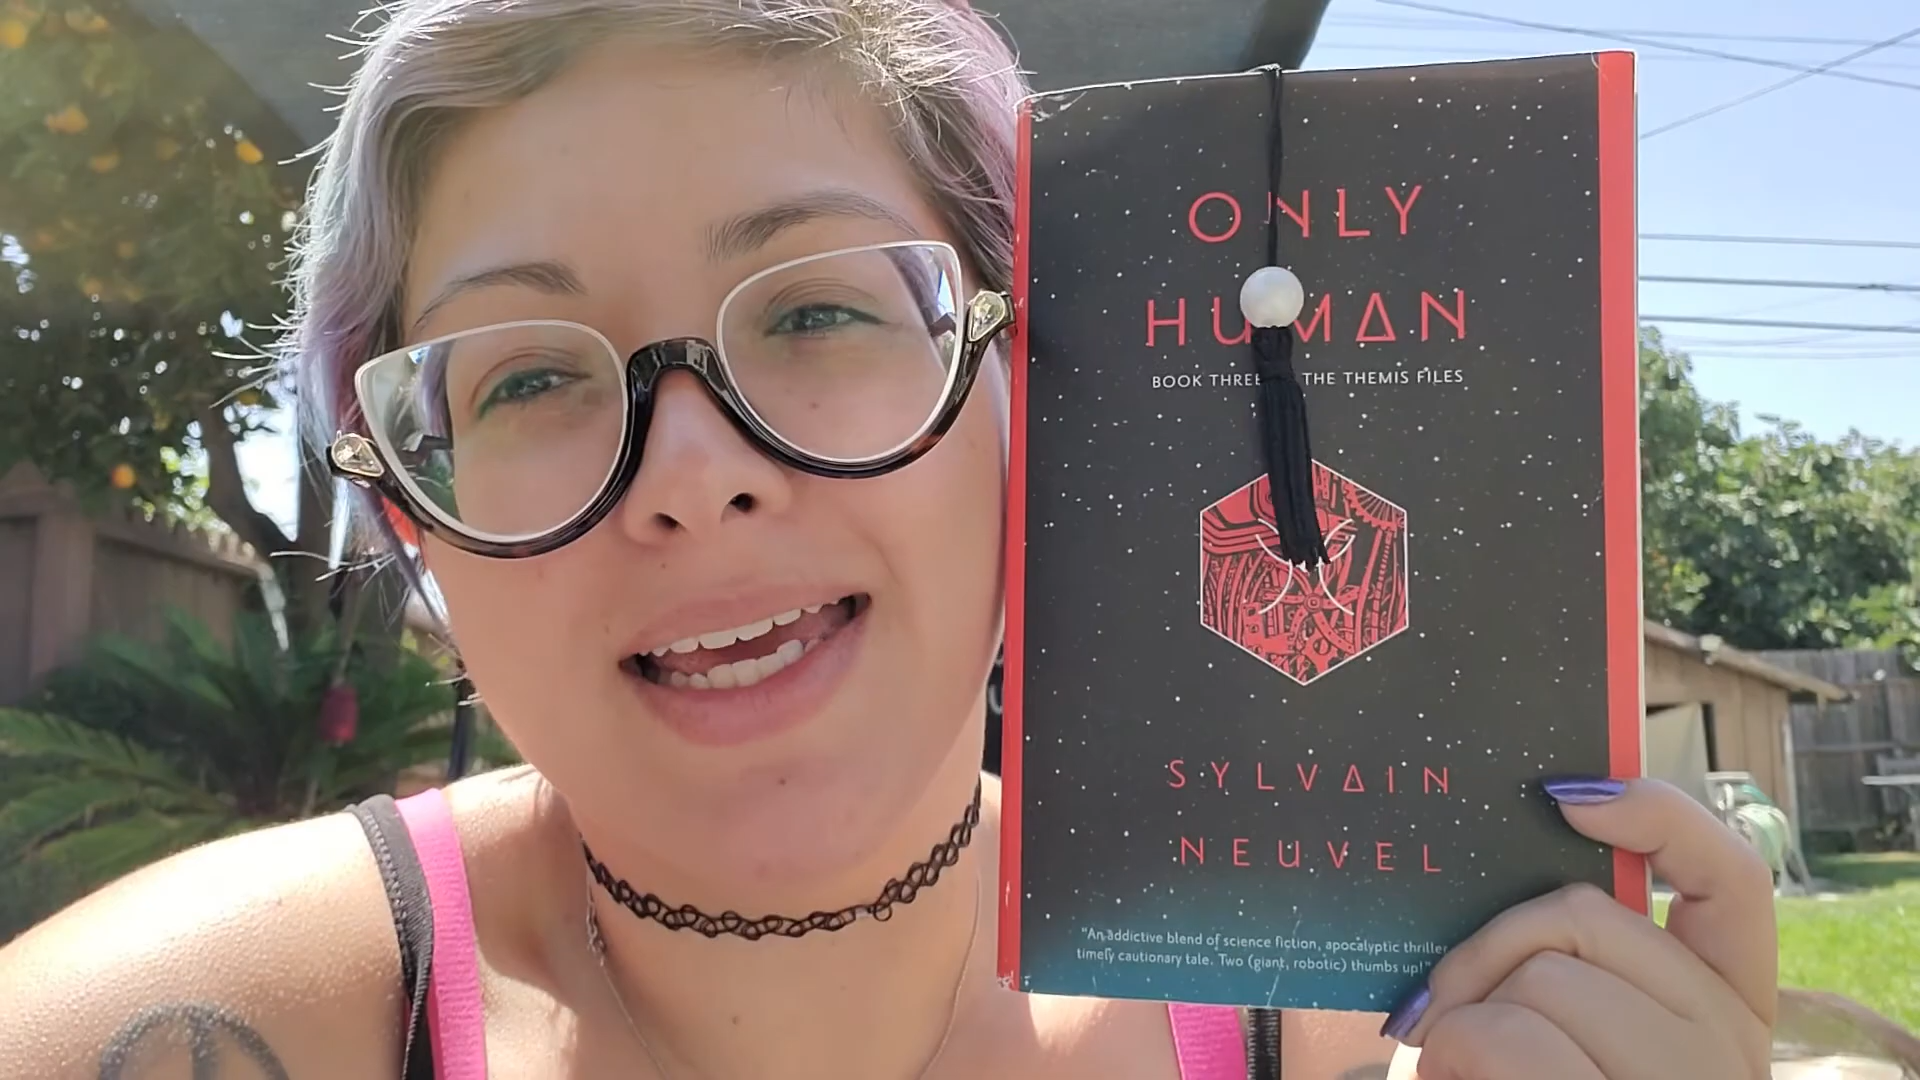 ONLY
HUMAN
BOOK THREE THE THEMIS FILES
SYLVAIN
NEUVEL
"An addictive blend of science fiction, apocalyptic thriller
timely cautionary tale. Two (giant, robotic) thumbs up!"